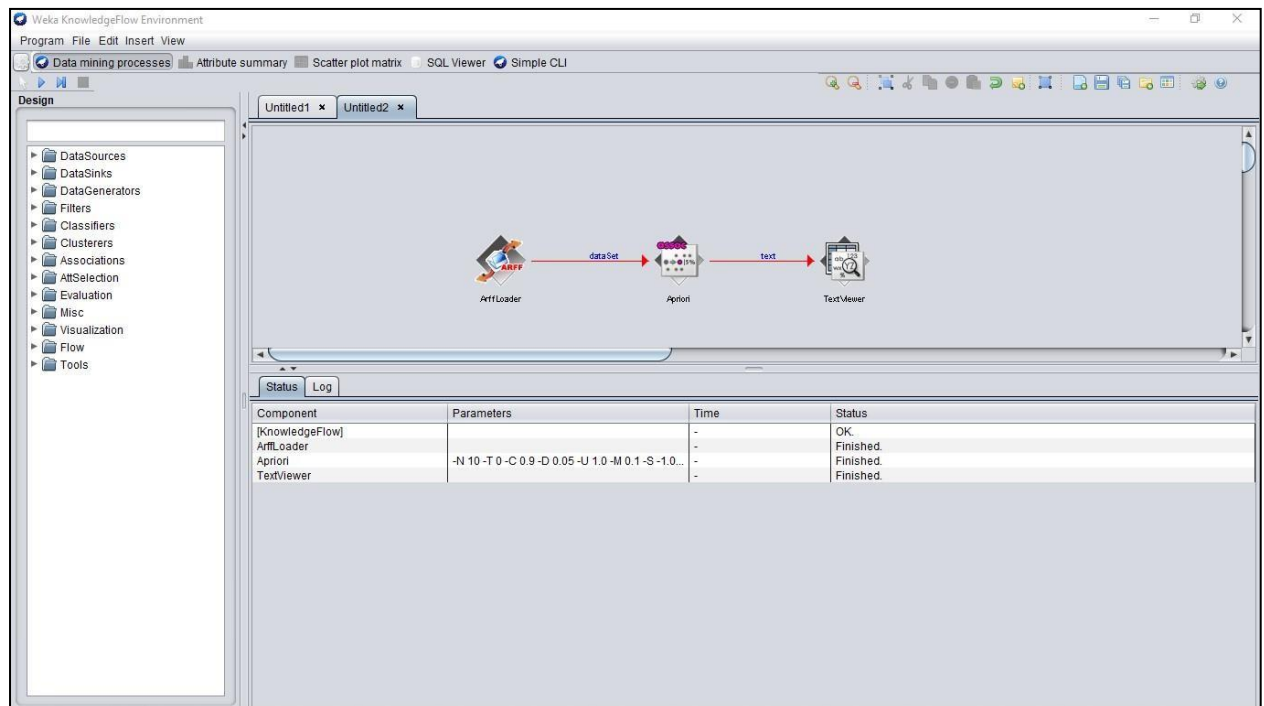 Weka KnowledgeFlow Environment
Program File Edit Insert View
Data mining processes Attribute summary Scatter plot matrix SQL Viewer Simple CLI
Design
Untitled1 Untitled2
DataSources
DataSinks
DataGenerators
Filters
Classifiers
Clusterers
Associations
AttSelection
Evaluation
Misc
Visualization
Flow
Tools
ARFF
dataSet
assoc
text
ArffLoader
Apriori
TextViewer
Status Log
Component Parameters Time Status
[KnowledgeFlow] - OK.
ArffLoader - Finished.
Apriori -N 10 -T 0 -C 0.9 -D 0.05 -U 1.0 -M 0.1 -S -1.0... - Finished.
TextViewer - Finished.